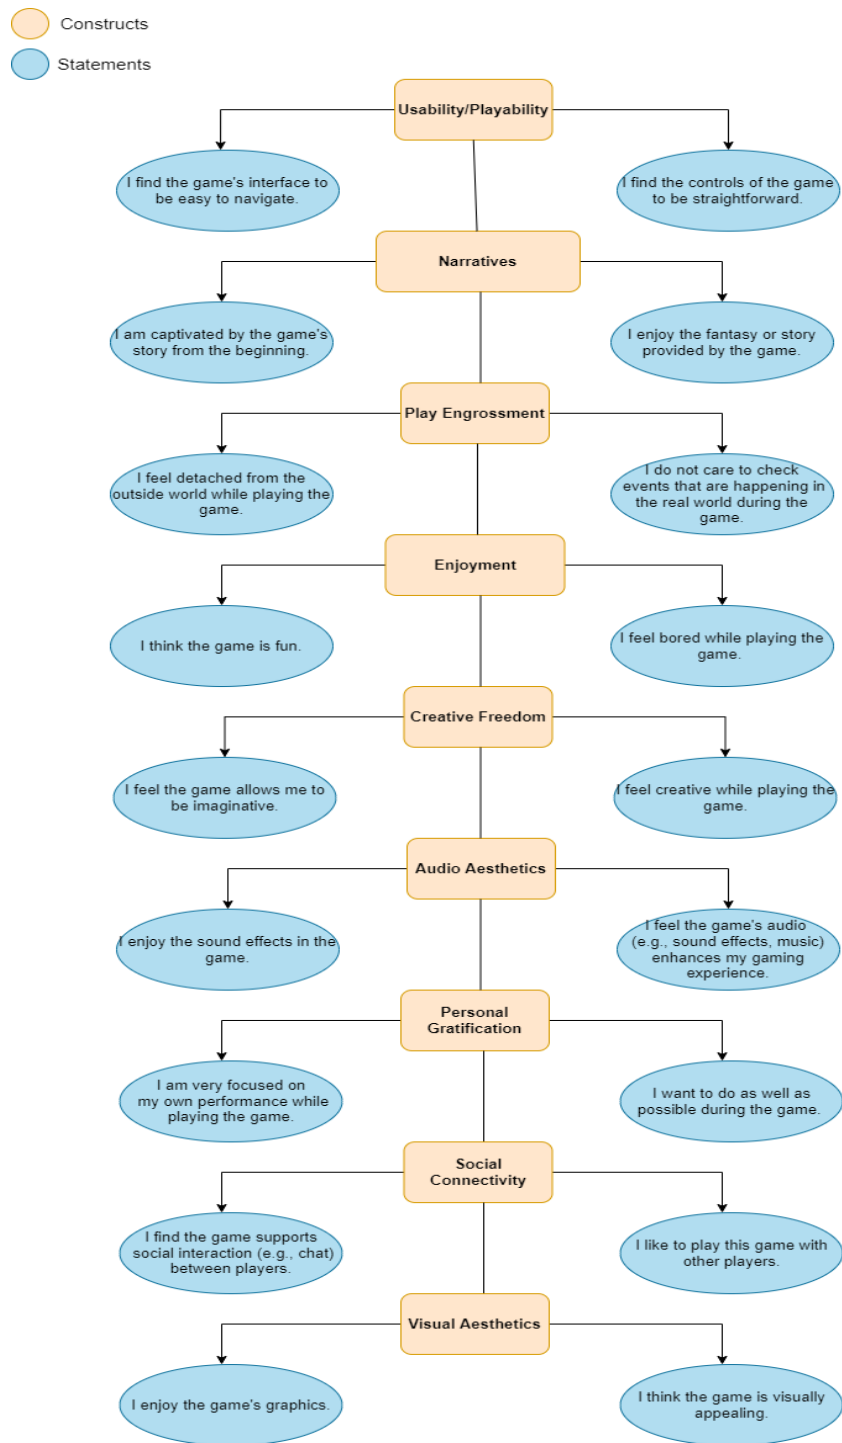 Constructs
Statements
Usability/Playability
I find the game's interface to
be easy to navigate.
I find the controls of the game
to be straightforward.
Narratives
I am captivated by the game's
story from the beginning.
I enjoy the fantasy or story
provided by the game.
Play Engrossment
I feel detached from the
outside world while playing the
game.
I do not care to check
events that are happening in
the real world during the
game.
Enjoyment
I think the game is fun.
I feel bored while playing the
game.
Creative Freedom
I feel the game allows me to
be imaginative.
I feel creative while playing the
game.
Audio Aesthetics
I enjoy the sound effects in the
game.
I feel the game's audio
(e.g., sound effects, music)
enhances my gaming
experience.
Personal
Gratification
I am very focused on
my own performance while
playing the game.
I want to do as well as
possible during the game.
Social
Connectivity
I find the game supports
social interaction (e.g., chat)
between players.
I like to play this game with
other players.
Visual Aesthetics
I enjoy the game's graphics.
I think the game is visually
appealing.